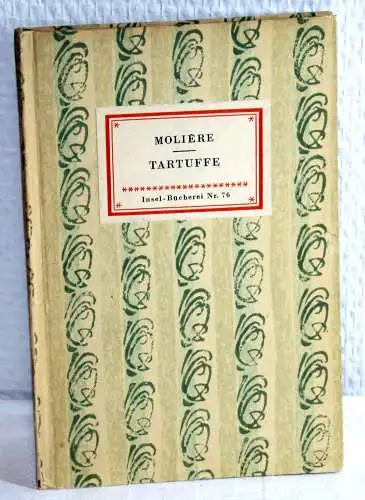 MOLIÈRE
TARTUFFE
Insel-Bücherei Nr. 76